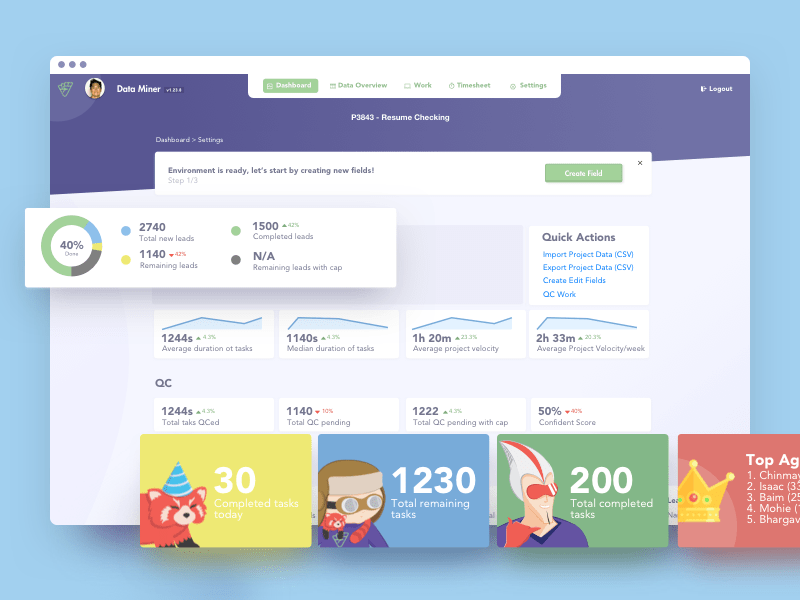 Data Miner v1.23.0
Dashboard
Data Overview
Work
Timesheet
Settings
Logout
P3843 - Resume Checking
Dashboard > Settings
Environment is ready, let's start by creating new fields!
Step 1/3
Create Field
×
40%
Done
2740
Total new leads
1500 42%
Completed leads
1140 42%
Remaining leads
N/A
Remaining leads with cap
Quick Actions
Import Project Data (CSV)
Export Project Data (CSV)
Create Edit Fields
QC Work
1244s 4.3%
Average duration ot tasks
1140s 4.3%
Median duration of tasks
1h 20m 23.3%
Average project velocity
2h 33m 20.3%
Average Project Velocity/week
QC
1244s 4.3%
Total taks QCed
1140 10%
Total QC pending
1222 4.3%
Total QC pending with cap
50% 40%
Confident Score
30
Completed tasks
today
1230
Total remaining
tasks
200
Total completed
tasks
Top Ag
1. Chinmay
2. Isaac (33
3. Baim (25
4. Mohie (1
5. Bhargav